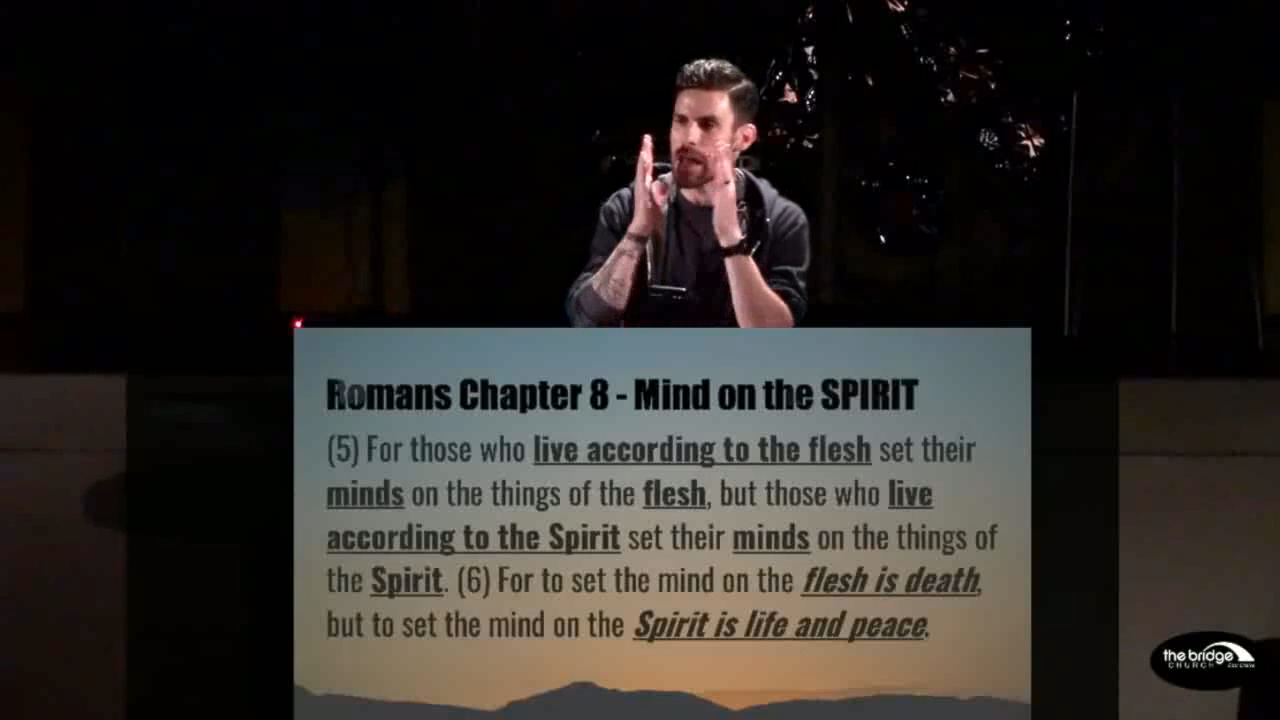 Romans Chapter 8 - Mind on the SPIRIT
(5) For those who live according to the flesh set their
minds on the things of the flesh, but those who live
according to the Spirit set their minds on the things of
the Spirit. (6) For to set the mind on the flesh is death,
but to set the mind on the Spirit is life and peace.
the bridge
CHURCH